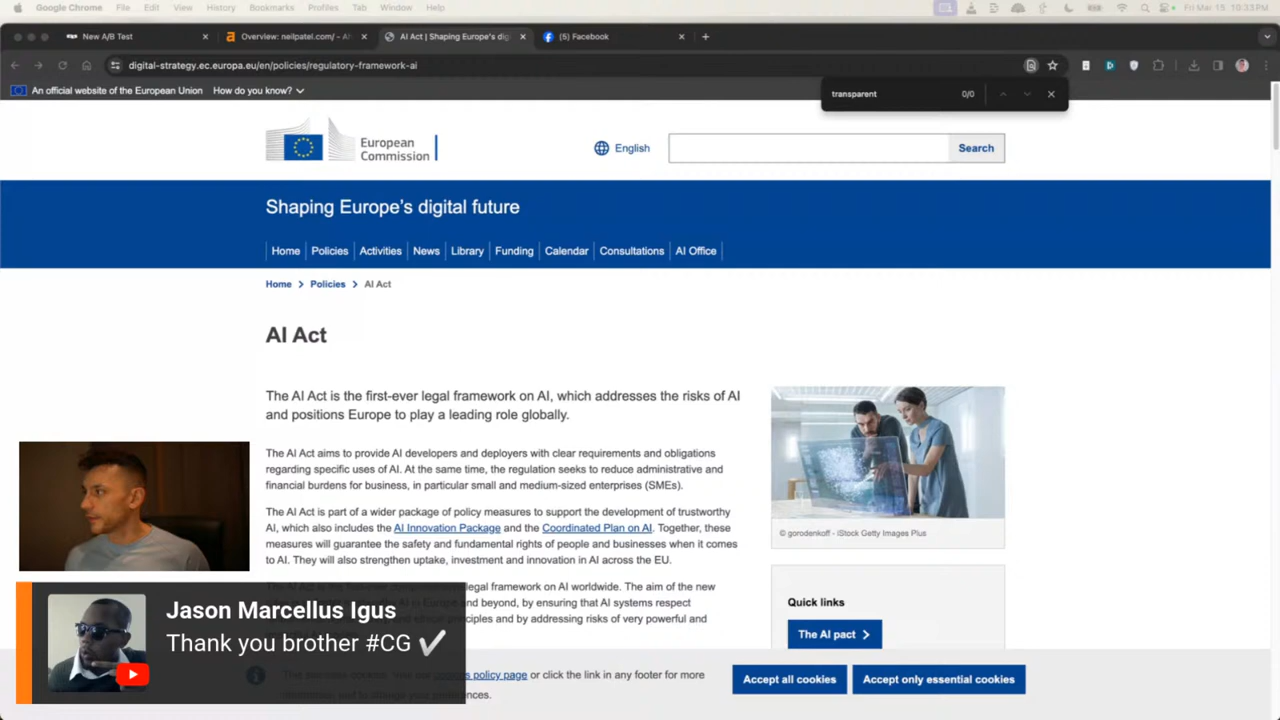 Google Chrome File Edit View History Bookmarks Profiles Tab Window Help
Fri Mar 15, 10:33 PM
New A/B Test
Overview: neilpatel.com/ - Ah
AI Act | Shaping Europe's digi
(5) Facebook
digital-strategy.ec.europa.eu/en/policies/regulatory-framework-ai
An official website of the European Union How do you know?
transparent 0/0
European
Commission
English
Search
Shaping Europe's digital future
Home Policies Activities News Library Funding Calendar Consultations AI Office
Home > Policies > AI Act
AI Act
The AI Act is the first-ever legal framework on AI, which addresses the risks of AI
and positions Europe to play a leading role globally.
The AI Act aims to provide AI developers and deployers with clear requirements and obligations
regarding specific uses of AI. At the same time, the regulation seeks to reduce administrative and
financial burdens for business, in particular small and medium-sized enterprises (SMEs).
The AI Act is part of a wider package of policy measures to support the development of trustworthy
AI, which also includes the AI Innovation Package and the Coordinated Plan on AI. Together, these
measures will guarantee the safety and fundamental rights of people and businesses when it comes
to AI. They will also strengthen uptake, investment and innovation in AI across the EU.
legal framework on AI worldwide. The aim of the new
and beyond, by ensuring that AI systems respect
and by addressing risks of very powerful and
© gorodenkoff - iStock Getty Images Plus
Quick links
The AI pact >
Jason Marcellus Igus
Thank you brother #CG ✔
policy page or click the link in any footer for more
Accept all cookies
Accept only essential cookies